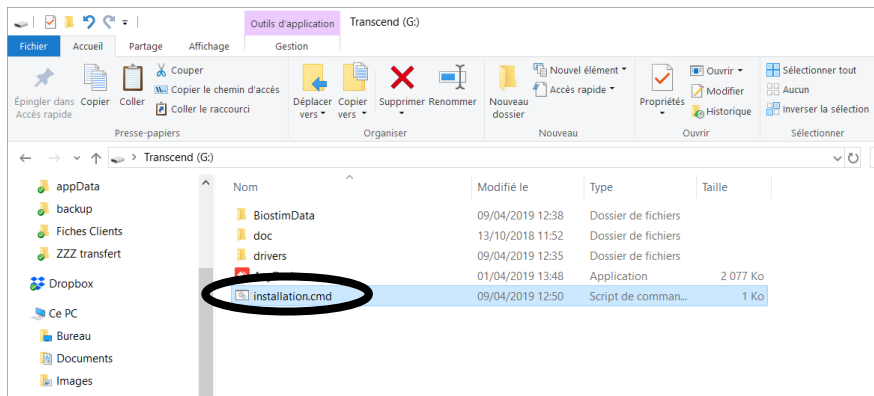 Outils d'application Transcend (G:)
Fichier Accueil Partage Affichage Gestion
Épingler dans Accès rapide
Copier
Coller
Couper
Copier le chemin d'accès
Coller le raccourci
Presse-papiers
Déplacer vers
Copier vers
Supprimer
Renommer
Organiser
Nouveau dossier
Nouvel élément
Accès rapide
Nouveau
Propriétés
Ouvrir
Modifier
Historique
Ouvrir
Sélectionner tout
Aucun
Inverser la sélection
Sélectionner
Transcend (G:)
appData
backup
Fiches Clients
ZZZ transfert
Dropbox
Ce PC
Bureau
Documents
Images
Nom Modifié le Type Taille
BiostimData 09/04/2019 12:38 Dossier de fichiers
doc 13/10/2018 11:52 Dossier de fichiers
drivers 09/04/2019 12:35 Dossier de fichiers
01/04/2019 13:48 Application 2 077 Ko
installation.cmd 09/04/2019 12:50 Script de comman... 1 Ko